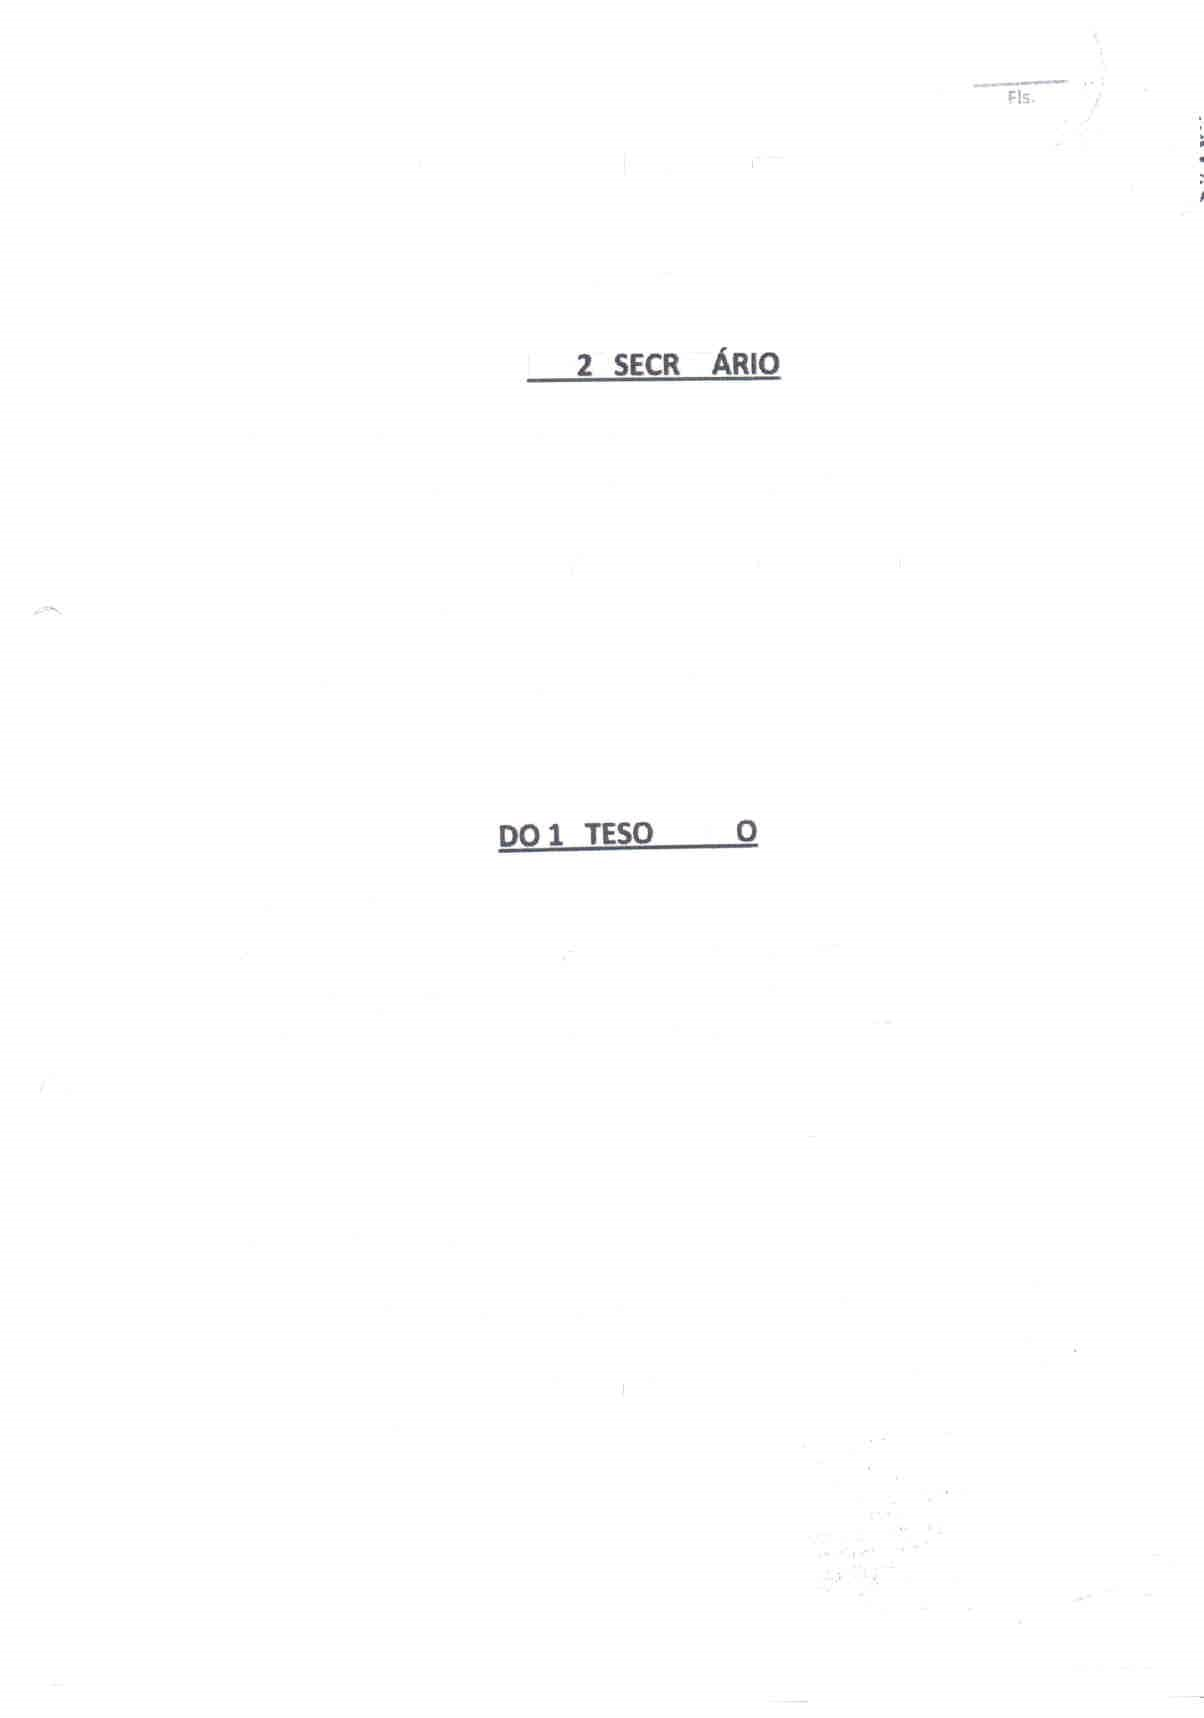 Fls.
2 SECR ÁRIO
DO 1 TESO O